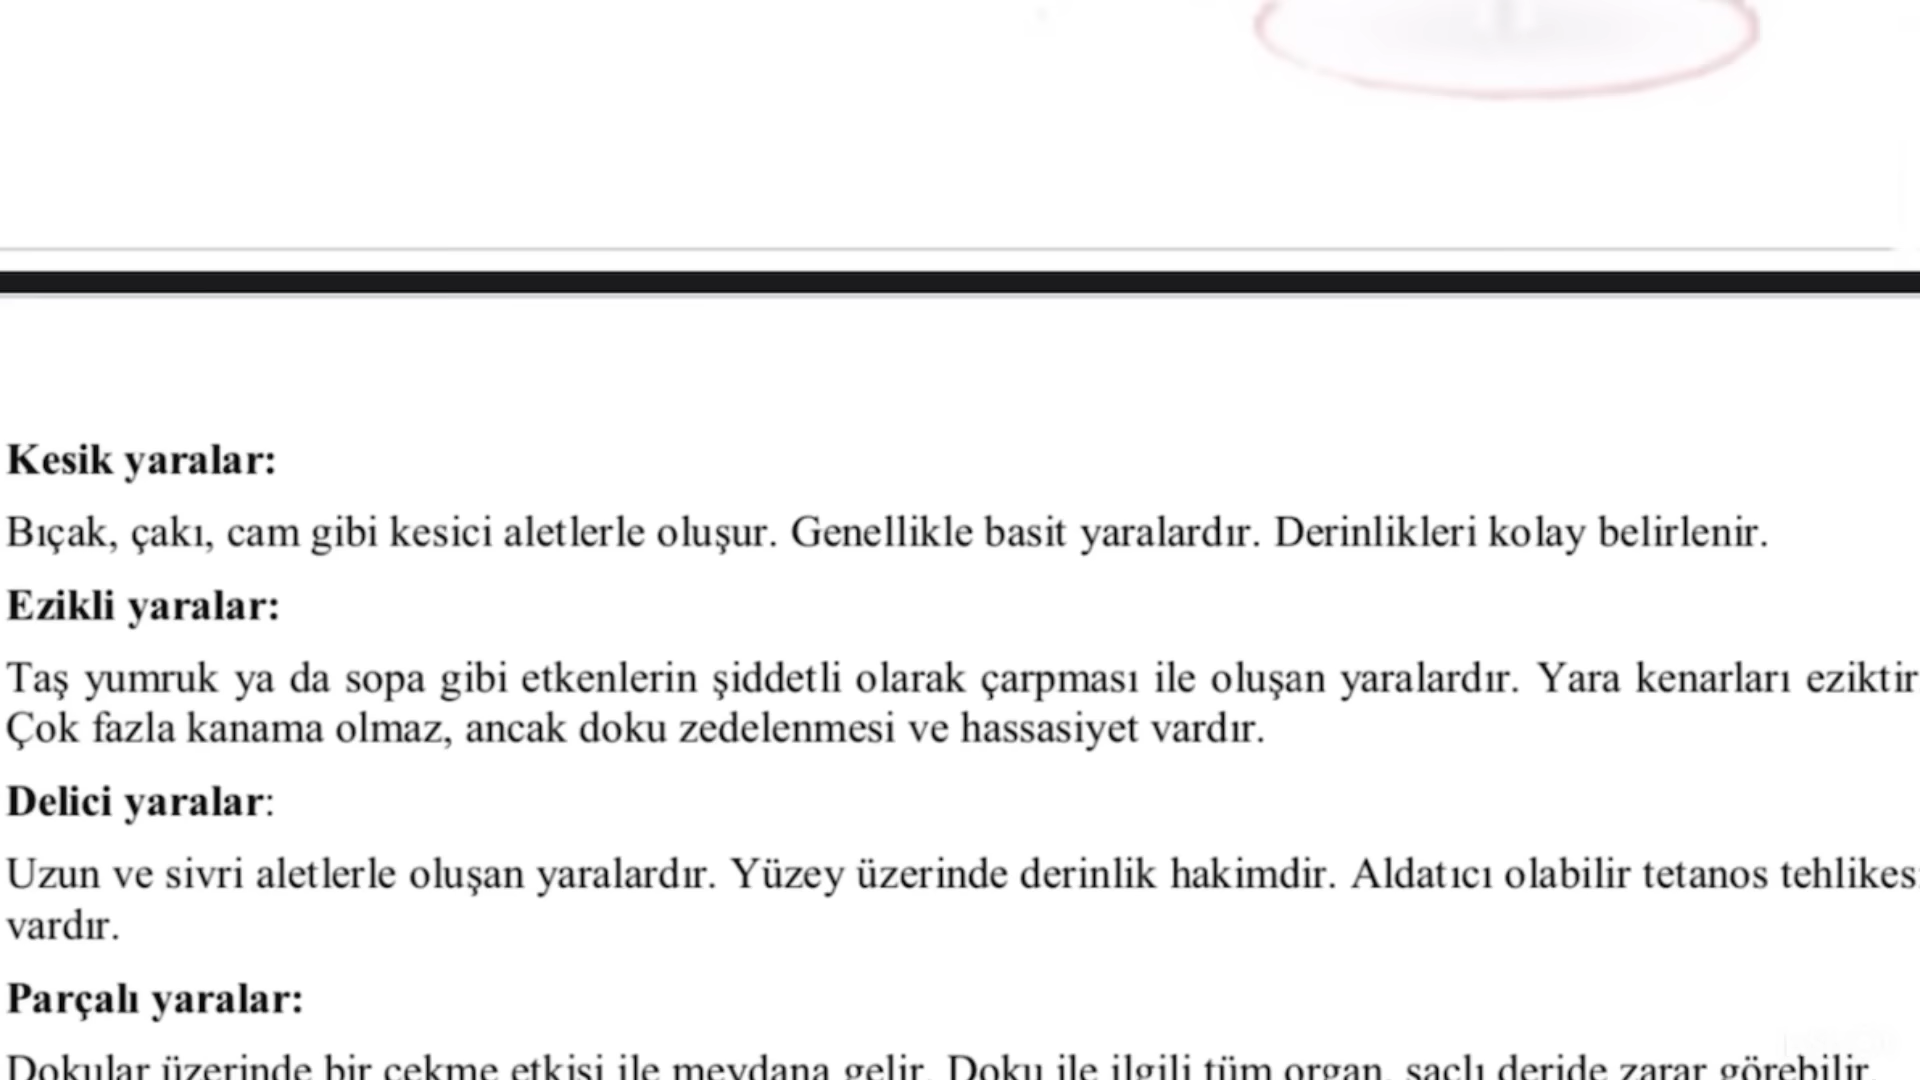 Kesik yaralar:
Bıçak, çakı, cam gibi kesici aletlerle oluşur. Genellikle basit yaralardır. Derinlikleri kolay belirlenir.
Ezikli yaralar:
Taş yumruk ya da sopa gibi etkenlerin şiddetli olarak çarpması ile oluşan yaralardır. Yara kenarları eziktir
Çok fazla kanama olmaz, ancak doku zedelenmesi ve hassasiyet vardır.
Delici yaralar:
Uzun ve sivri aletlerle oluşan yaralardır. Yüzey üzerinde derinlik hakimdir. Aldatıcı olabilir tetanos tehlikesi
vardır.
Parçalı yaralar:
Dokular üzerinde bir çekme etkisi ile meydana gelir. Doku ile ilgili tüm organ, saçlı deride zarar görebilir.